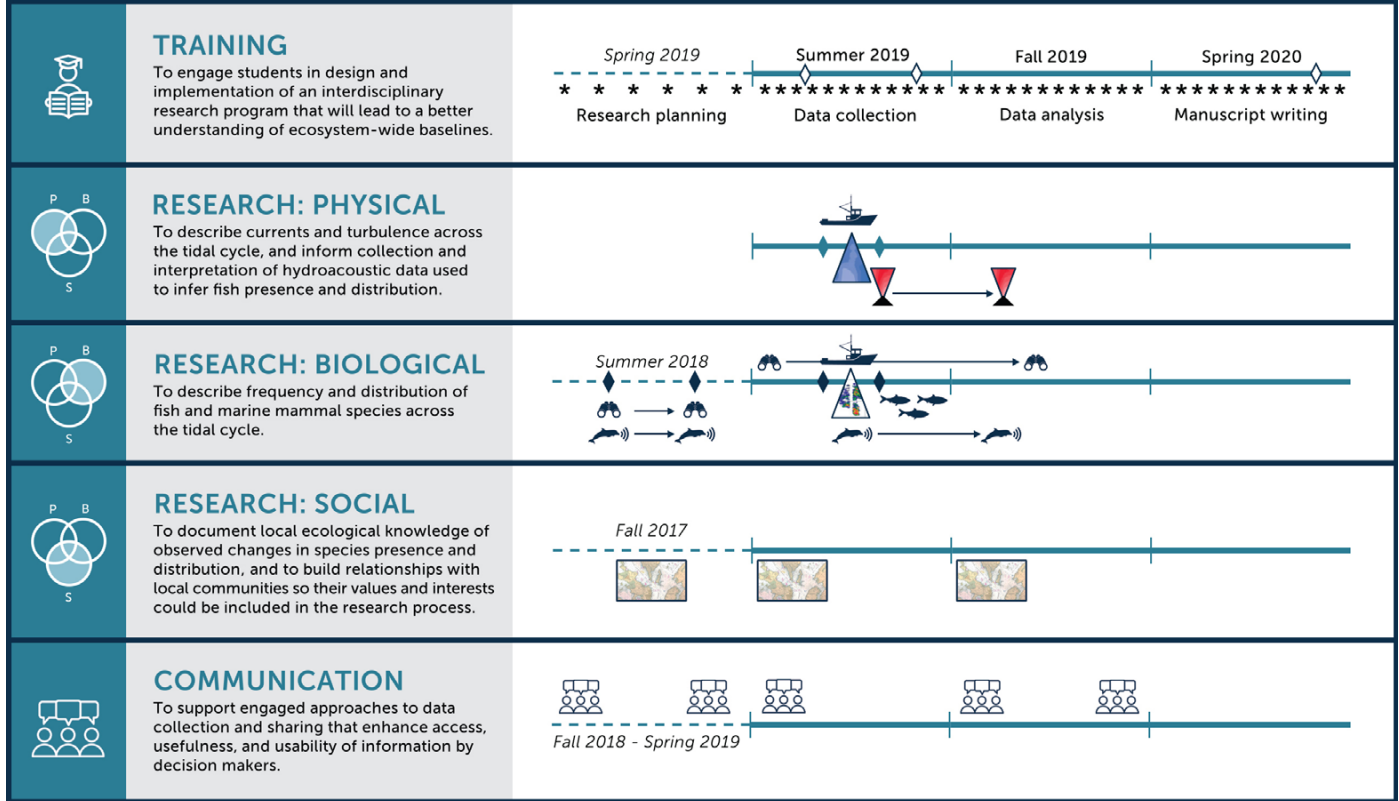 TRAINING
To engage students in design and
implementation of an interdisciplinary
research program that will lead to a better
understanding of ecosystem-wide baselines.
Spring 2019
Summer 2019
Fall 2019
Spring 2020
* * * * * * * * * * * * * * * * * * * * * * * * * * * * * * * * * * * * * * *
Research planning
Data collection
Data analysis
Manuscript writing
P B
S
RESEARCH: PHYSICAL
To describe currents and turbulence across
the tidal cycle, and inform collection and
interpretation of hydroacoustic data used
to infer fish presence and distribution.
P B
S
RESEARCH: BIOLOGICAL
To describe frequency and distribution of
fish and marine mammal species across
the tidal cycle.
Summer 2018
P B
S
RESEARCH: SOCIAL
To document local ecological knowledge of
observed changes in species presence and
distribution, and to build relationships with
local communities so their values and interests
could be included in the research process.
Fall 2017
COMMUNICATION
To support engaged approaches to data
collection and sharing that enhance access,
usefulness, and usability of information by
decision makers.
Fall 2018 - Spring 2019